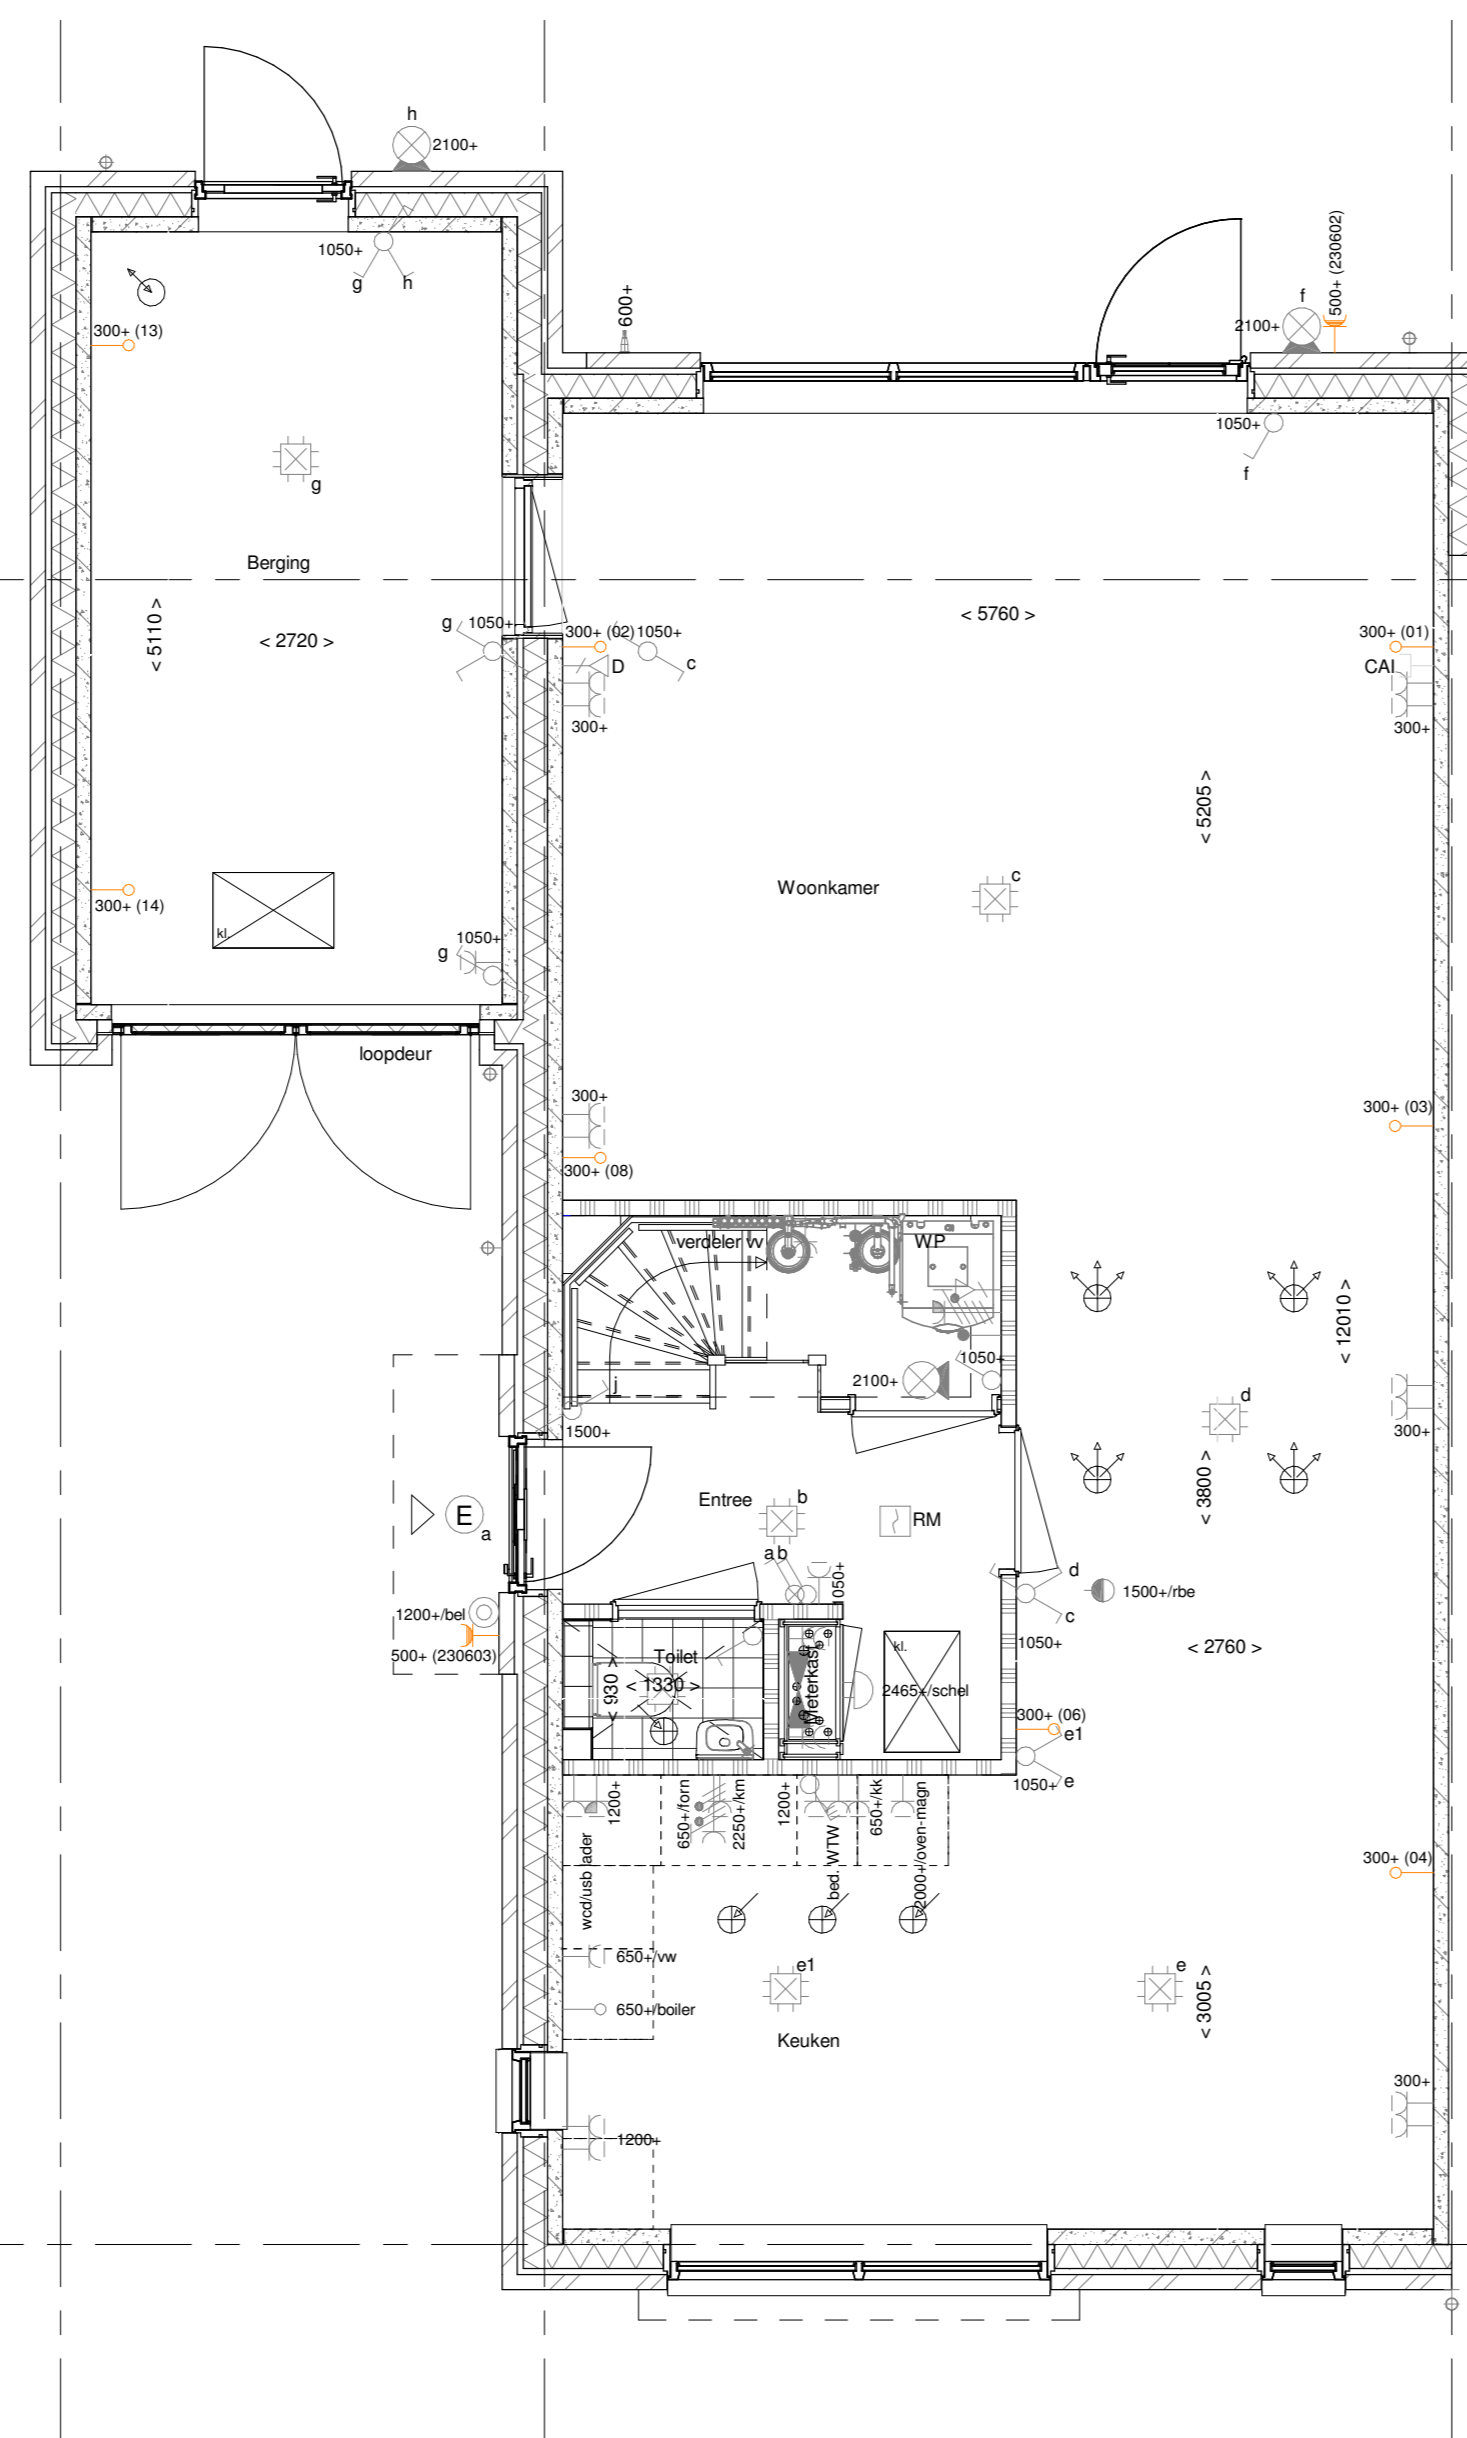 h
2100+
1050+
g
h
500+ (230602)
f
2100+
600+
300+ (13)
1050+
f
g
Berging
< 5110 >
< 2720 >
g
1050+
300+ (02)
1050+
D
c
300+
< 5760 >
300+ (01)
CAI
300+
< 5205 >
Woonkamer
c
300+ (14)
kl.
1050+
g
loopdeur
300+
300+ (08)
300+ (03)
verdeler vv
WP
< 12010 >
1050+
2100+
j
1500+
d
300+
< 3800 >
Entree
b
RM
E
a
a b
1050+
d
1500+/rbe
c
1050+
1200+/bel
500+ (230603)
Toilet
< 930 >
< 1330 >
Meterkast
kl.
2465+/schel
< 2760 >
300+ (06)
e1
1050+
e
1200+
650+/forn
2250+/km
1200+
650+/kk
2000+/oven-magn
wcd/usb lader
bed. WTW
300+ (04)
650+/vw
e1
e
650+/boiler
< 3005 >
Keuken
300+
1200+